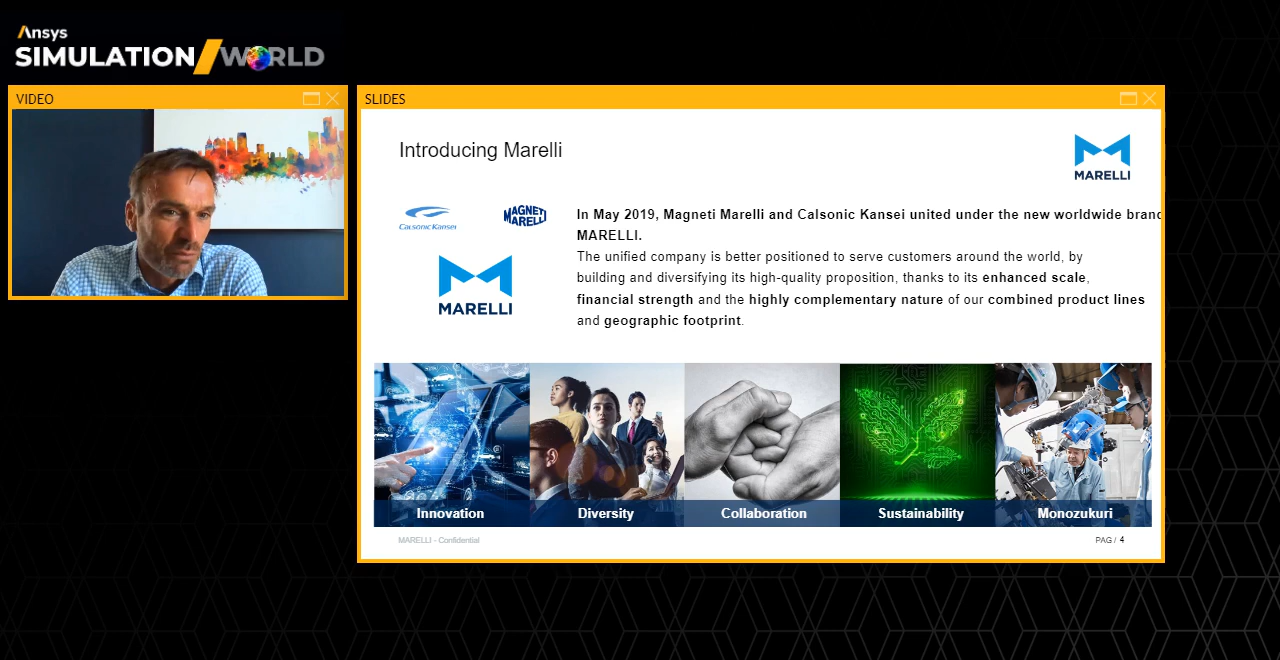 Ansys
SIMULATION/WORLD
VIDEO
SLIDES
Introducing Marelli
MARELLI
CalsonicKansei
MAGNETI
MARELLI
MARELLI
In May 2019, Magneti Marelli and Calsonic Kansei united under the new worldwide brand
MARELLI.
The unified company is better positioned to serve customers around the world, by
building and diversifying its high-quality proposition, thanks to its enhanced scale,
financial strength and the highly complementary nature of our combined product lines
and geographic footprint.
Innovation
Diversity
Collaboration
Sustainability
Monozukuri
MARELLI - Confidential
PAG / 4